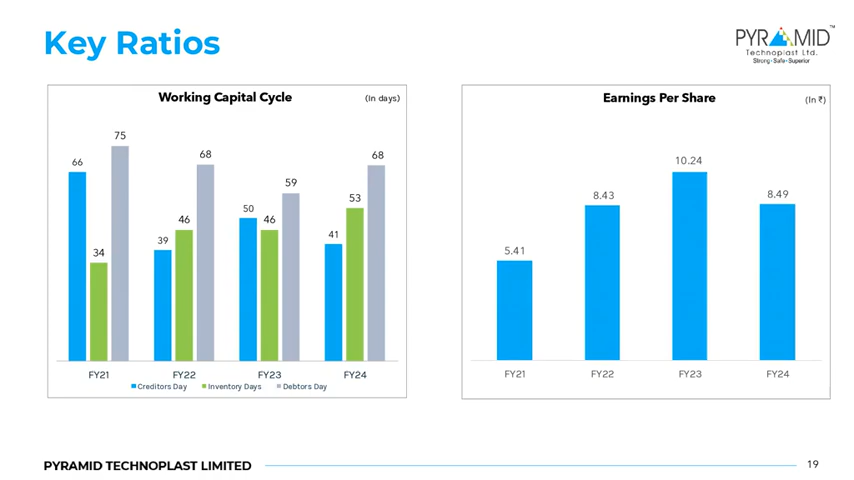 Key Ratios
PYRAMID™
Technoplast Ltd.
Strong · Safe · Superior
Working Capital Cycle
(In days)
66
34
75
39
46
68
50
46
59
41
53
68
FY21
FY22
FY23
FY24
Creditors Day
Inventory Days
Debtors Day
Earnings Per Share
(In ₹)
5.41
8.43
10.24
8.49
FY21
FY22
FY23
FY24
PYRAMID TECHNOPLAST LIMITED
19